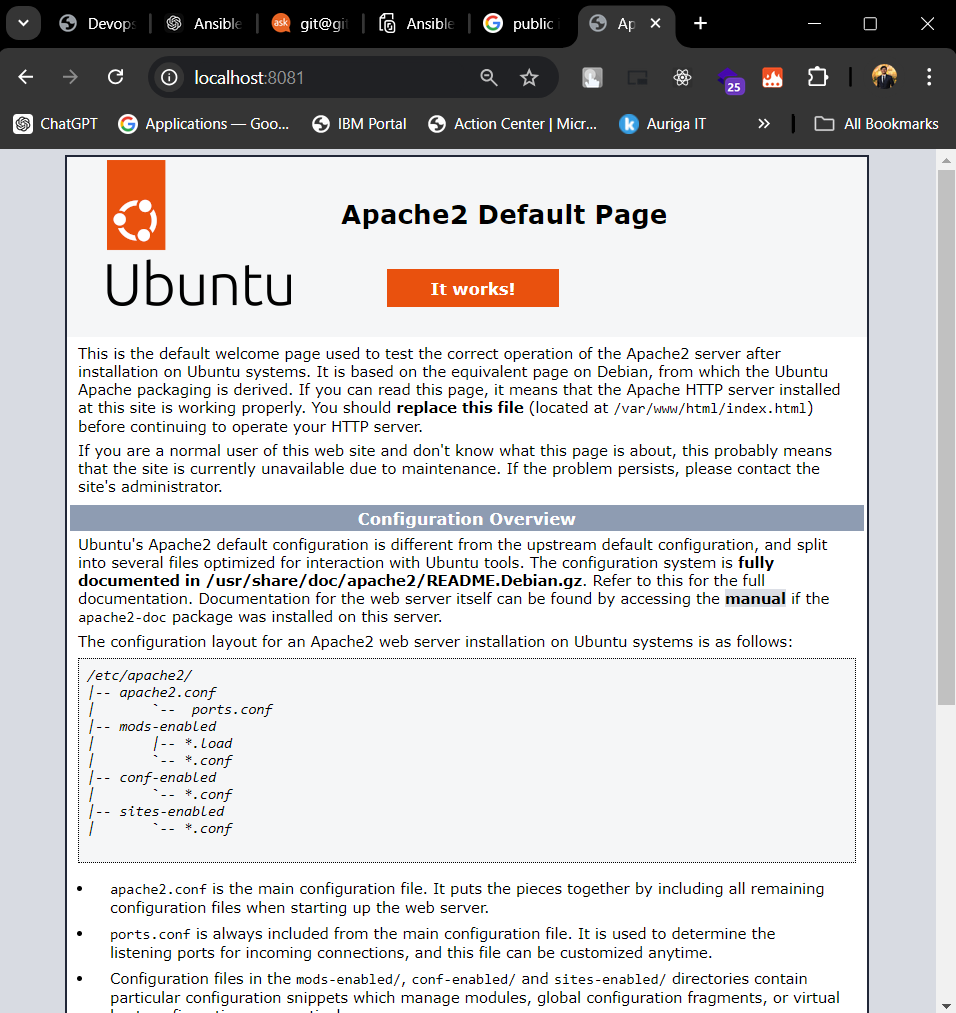 Devops
Ansible
ask
git@gi
Ansible
public
Ap
localhost:8081
25
ChatGPT
Applications — Goo...
IBM Portal
Action Center | Micr...
k
Auriga IT
All Bookmarks
Apache2 Default Page
Ubuntu
It works!
This is the default welcome page used to test the correct operation of the Apache2 server after
installation on Ubuntu systems. It is based on the equivalent page on Debian, from which the Ubuntu
Apache packaging is derived. If you can read this page, it means that the Apache HTTP server installed
at this site is working properly. You should replace this file (located at /var/www/html/index.html)
before continuing to operate your HTTP server.
If you are a normal user of this web site and don't know what this page is about, this probably means
that the site is currently unavailable due to maintenance. If the problem persists, please contact the
site's administrator.
Configuration Overview
Ubuntu's Apache2 default configuration is different from the upstream default configuration, and split
into several files optimized for interaction with Ubuntu tools. The configuration system is fully
documented in /usr/share/doc/apache2/README.Debian.gz. Refer to this for the full
documentation. Documentation for the web server itself can be found by accessing the manual if the
apache2-doc package was installed on this server.
The configuration layout for an Apache2 web server installation on Ubuntu systems is as follows:
/etc/apache2/
|-- apache2.conf
|       `--  ports.conf
|-- mods-enabled
|       |-- *.load
|       `-- *.conf
|-- conf-enabled
|       `-- *.conf
|-- sites-enabled
|       `-- *.conf
• apache2.conf is the main configuration file. It puts the pieces together by including all remaining
configuration files when starting up the web server.
• ports.conf is always included from the main configuration file. It is used to determine the
listening ports for incoming connections, and this file can be customized anytime.
• Configuration files in the mods-enabled/, conf-enabled/ and sites-enabled/ directories contain
particular configuration snippets which manage modules, global configuration fragments, or virtual